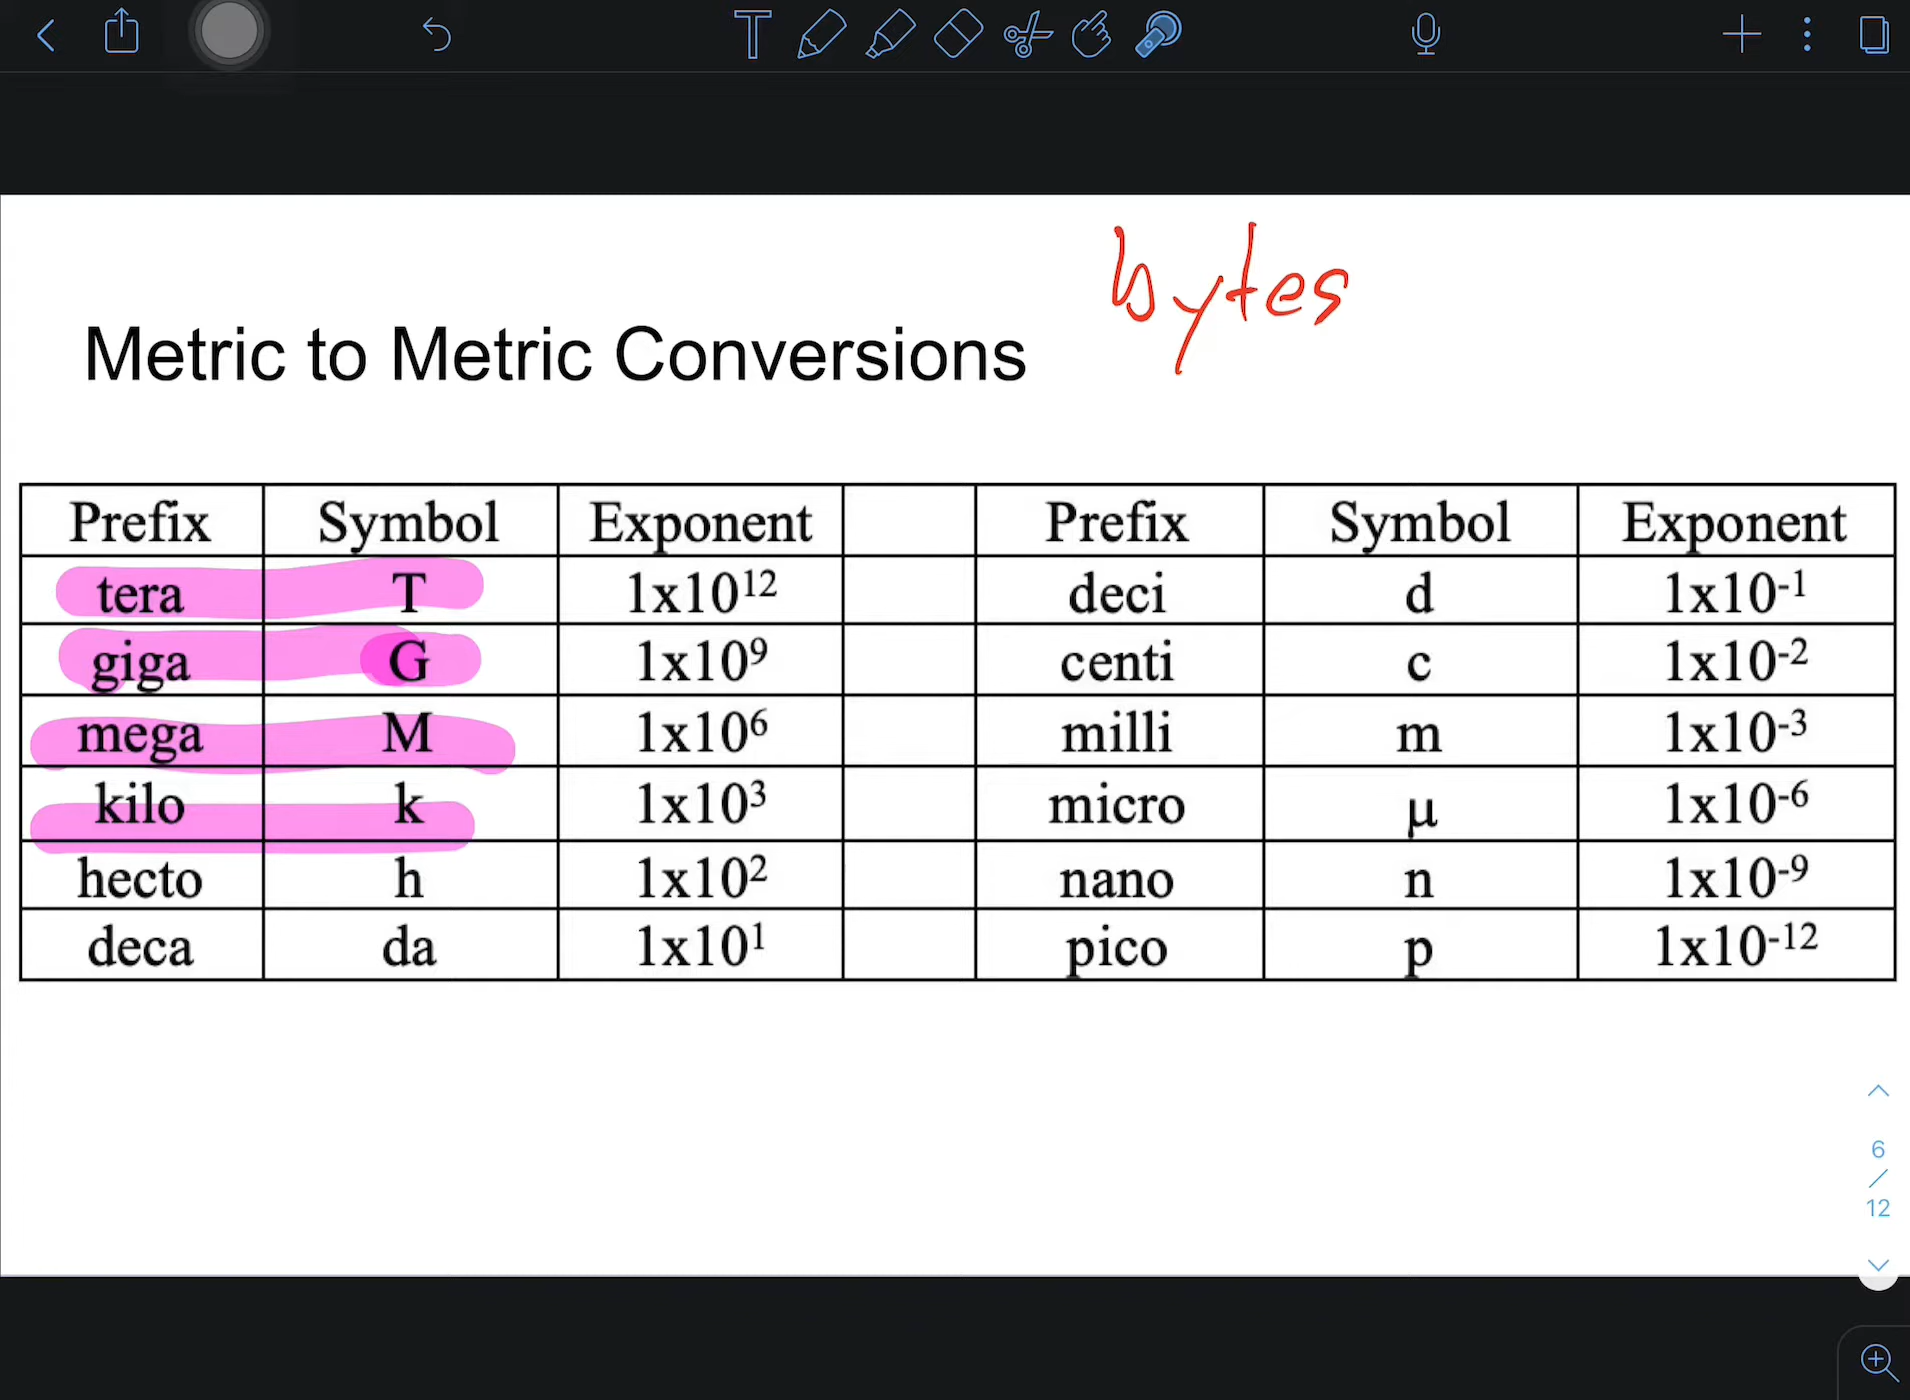 bytes
Metric to Metric Conversions
Prefix Symbol Exponent Prefix Symbol Exponent
tera T 1x10¹² deci d 1x10⁻¹
giga G 1x10⁹ centi c 1x10⁻²
mega M 1x10⁶ milli m 1x10⁻³
kilo k 1x10³ micro μ 1x10⁻⁶
hecto h 1x10² nano n 1x10⁻⁹
deca da 1x10¹ pico p 1x10⁻¹²
6
/
12